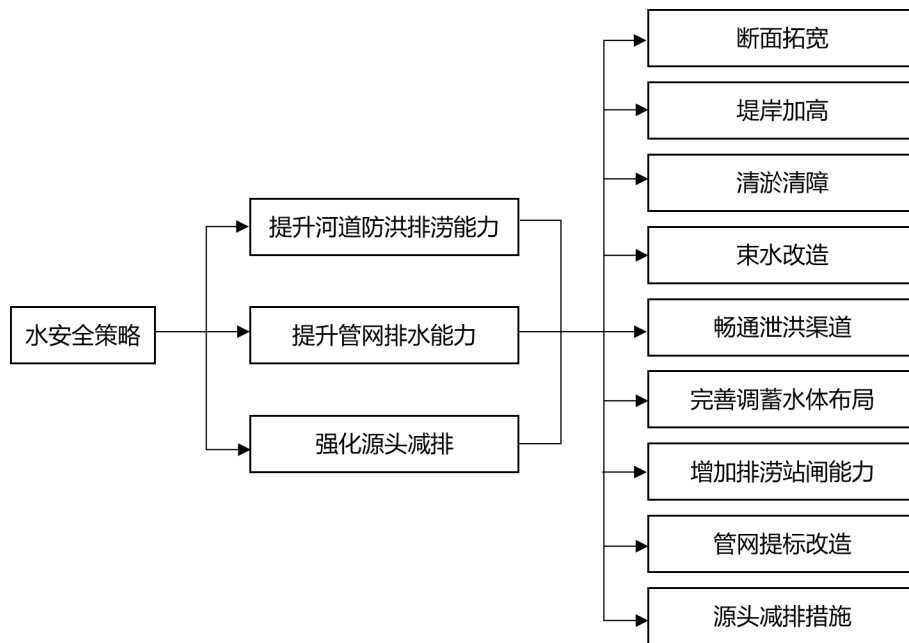 水安全策略
提升河道防洪排涝能力
提升管网排水能力
强化源头减排
断面拓宽
堤岸加高
清淤清障
束水改造
畅通泄洪渠道
完善调蓄水体布局
增加排涝站闸能力
管网提标改造
源头减排措施